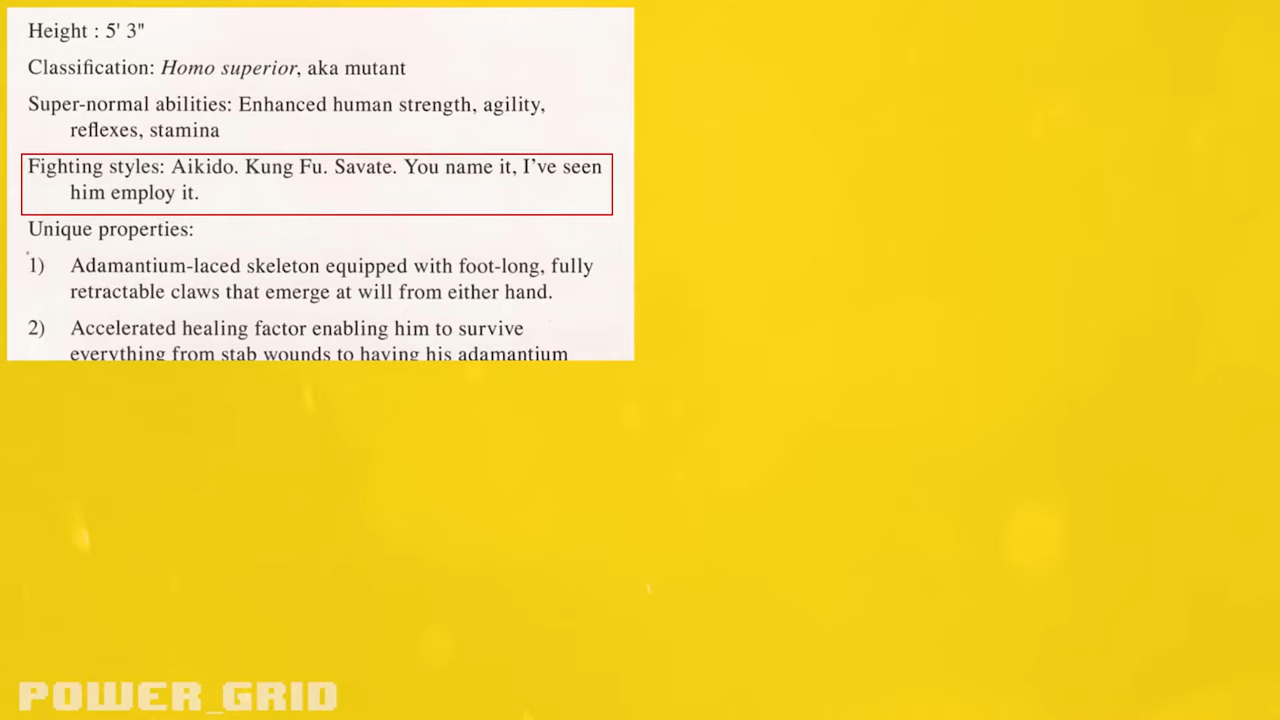 Height : 5' 3"
Classification: Homo superior, aka mutant
Super-normal abilities: Enhanced human strength, agility,
reflexes, stamina
Fighting styles: Aikido. Kung Fu. Savate. You name it, I've seen
him employ it.
Unique properties:
1) Adamantium-laced skeleton equipped with foot-long, fully
retractable claws that emerge at will from either hand.
2) Accelerated healing factor enabling him to survive
everything from stab wounds to having his adamantium
POWER_GRID